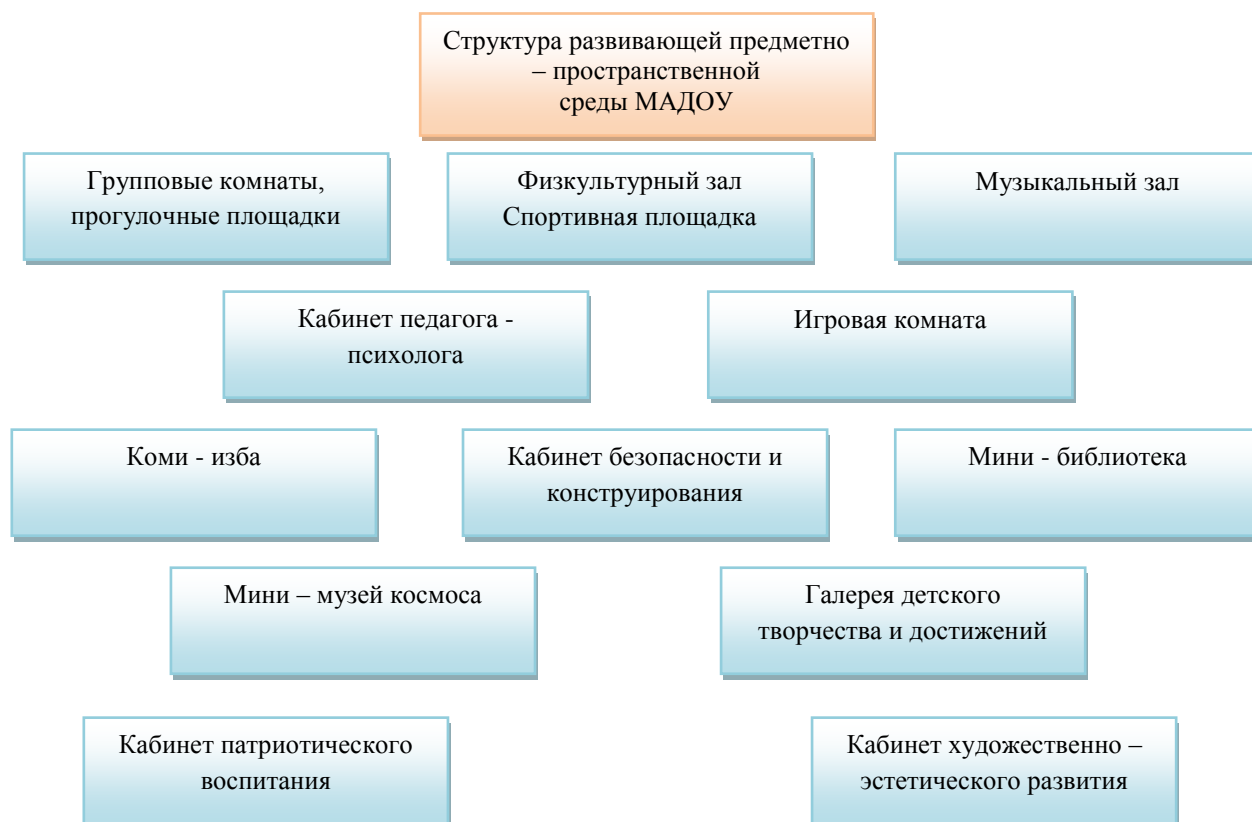 Структура развивающей предметно
– пространственной
среды МАДОУ
Групповые комнаты,
прогулочные площадки
Физкультурный зал
Спортивная площадка
Музыкальный зал
Кабинет педагога -
психолога
Игровая комната
Коми - изба
Кабинет безопасности и
конструирования
Мини - библиотека
Мини – музей космоса
Галерея детского
творчества и достижений
Кабинет патриотического
воспитания
Кабинет художественно –
эстетического развития